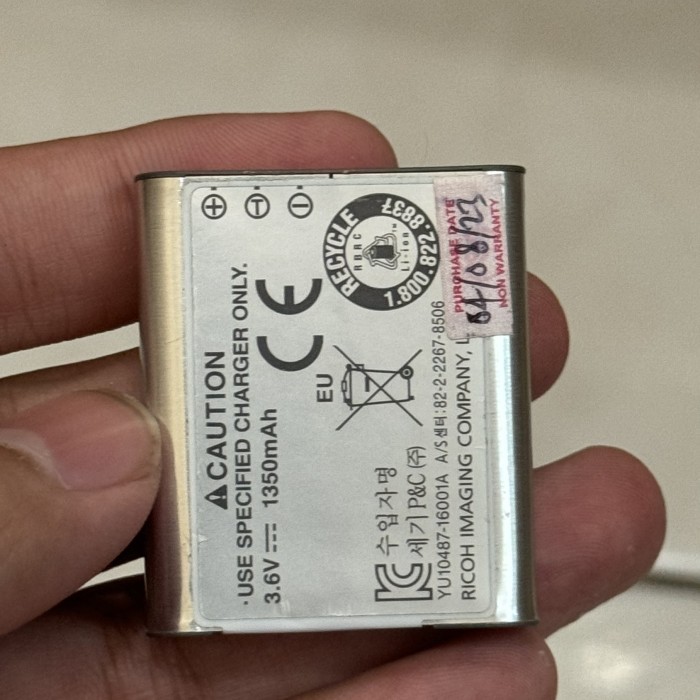 ⚠CAUTION
·USE SPECIFIED CHARGER ONLY.
3.6V⎓ 1350mAh
EU
수입자명
세기P&C(주)
YU10487-16001A A/S센터:82-2-2267-8506
RICOH IMAGING COMPANY, L
RECYCLE
1.800.822.8837
RBRC
Li-ion
PURCHASE DATE
04/08/23
NON WARRANTY
⊕ Ⓣ ⊖
CE
KC